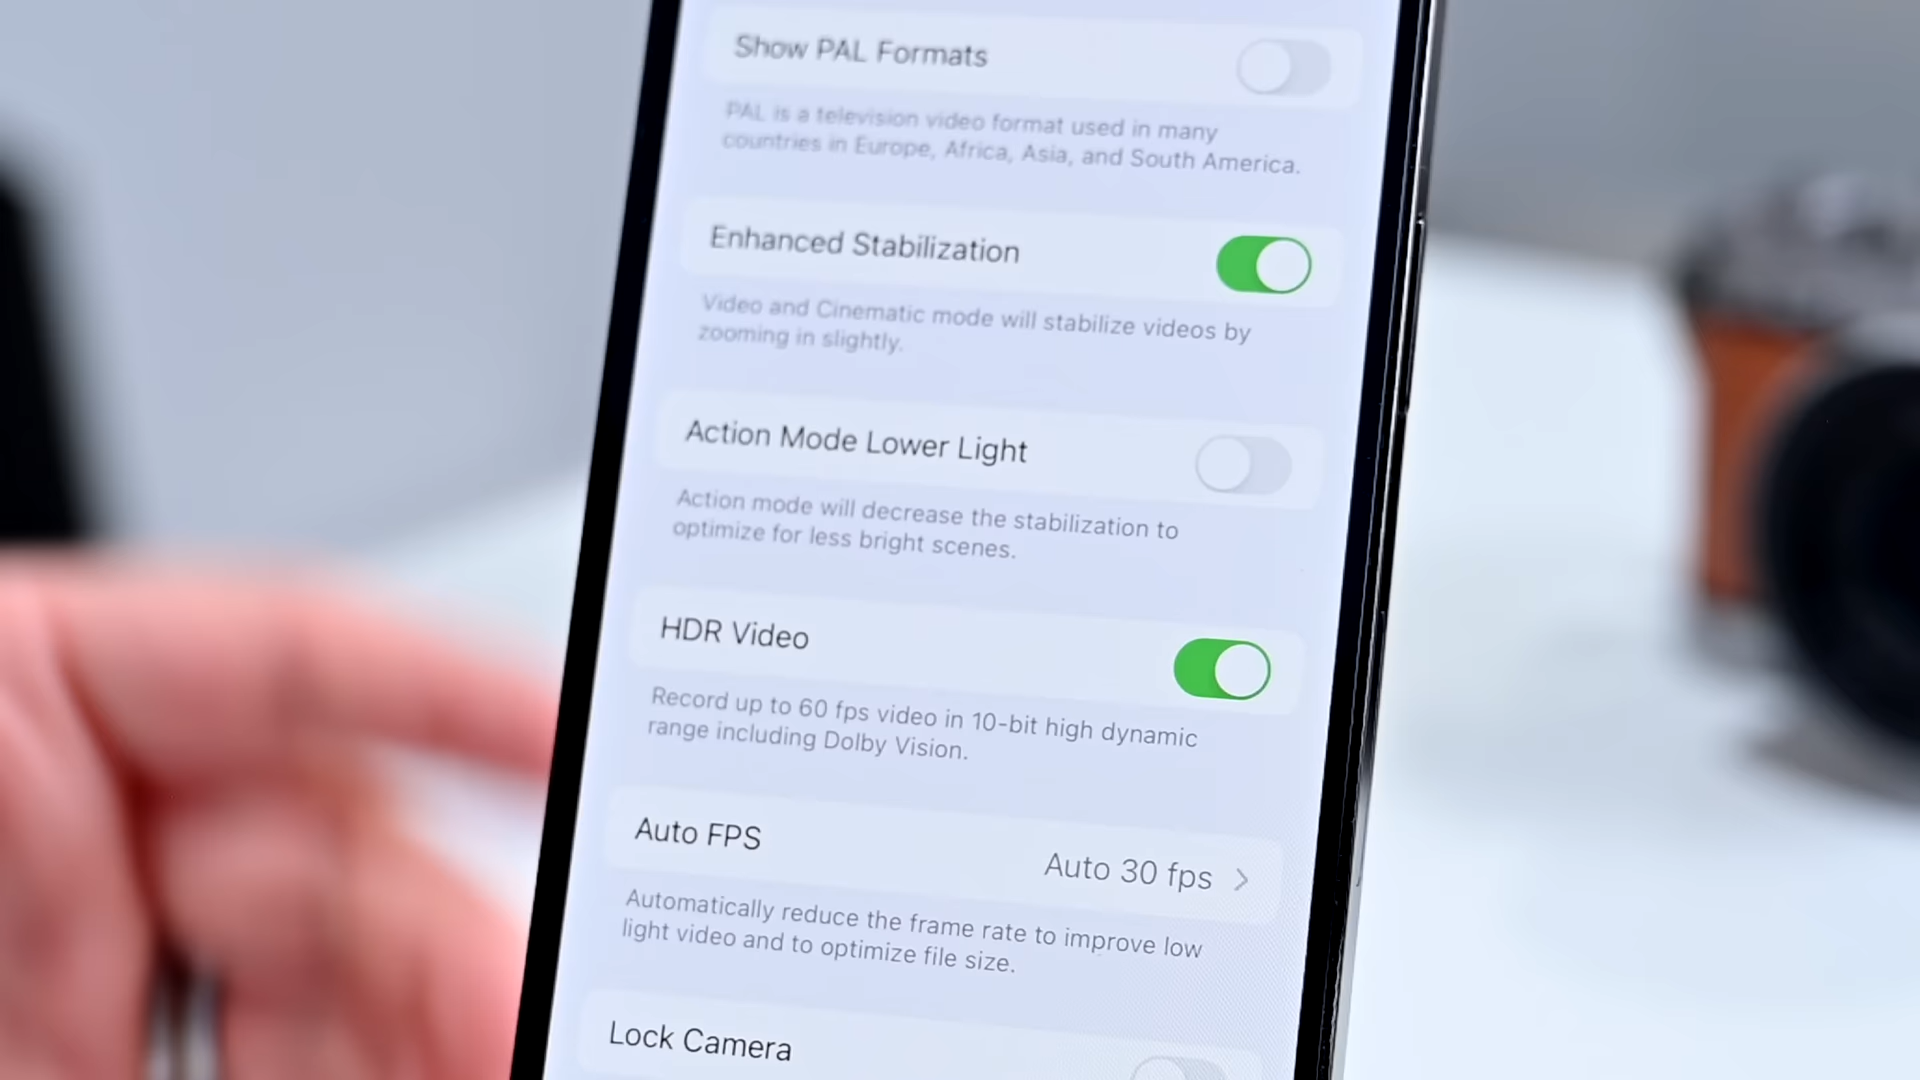 Show PAL Formats
PAL is a television video format used in many
countries in Europe, Africa, Asia, and South America.
Enhanced Stabilization
Video and Cinematic mode will stabilize videos by
zooming in slightly.
Action Mode Lower Light
Action mode will decrease the stabilization to
optimize for less bright scenes.
HDR Video
Record up to 60 fps video in 10-bit high dynamic
range including Dolby Vision.
Auto FPS
Auto 30 fps
Automatically reduce the frame rate to improve low
light video and to optimize file size.
Lock Camera